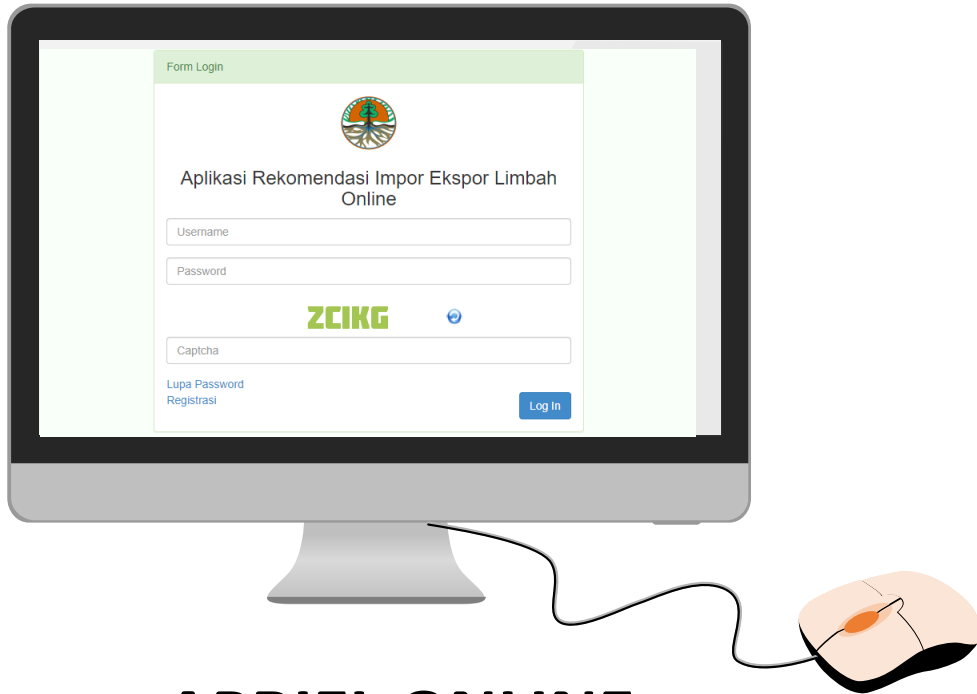 Form Login
Aplikasi Rekomendasi Impor Ekspor Limbah
Online
Username
Password
ZCIKG
Captcha
Lupa Password
Registrasi
Log In